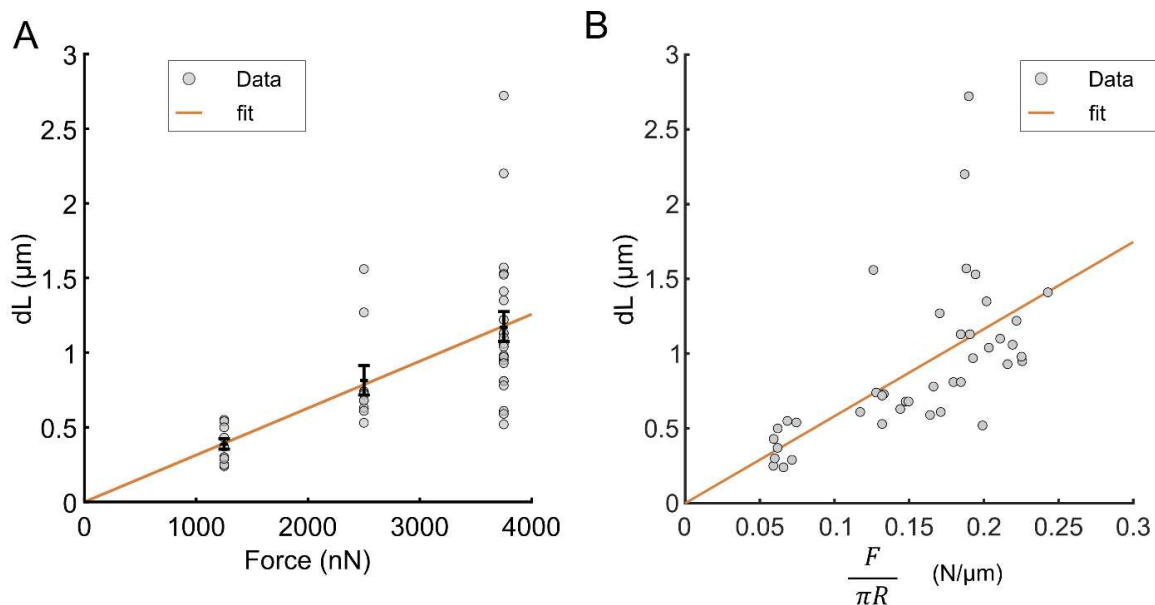 A
3
2.5
2
1.5
1
0.5
0
dL (µm)
Data
fit
0 1000 2000 3000 4000
Force (nN)
B
3
2.5
2
1.5
1
0.5
0
dL (µm)
Data
fit
0 0.05 0.1 0.15 0.2 0.25 0.3
F
πR (N/µm)